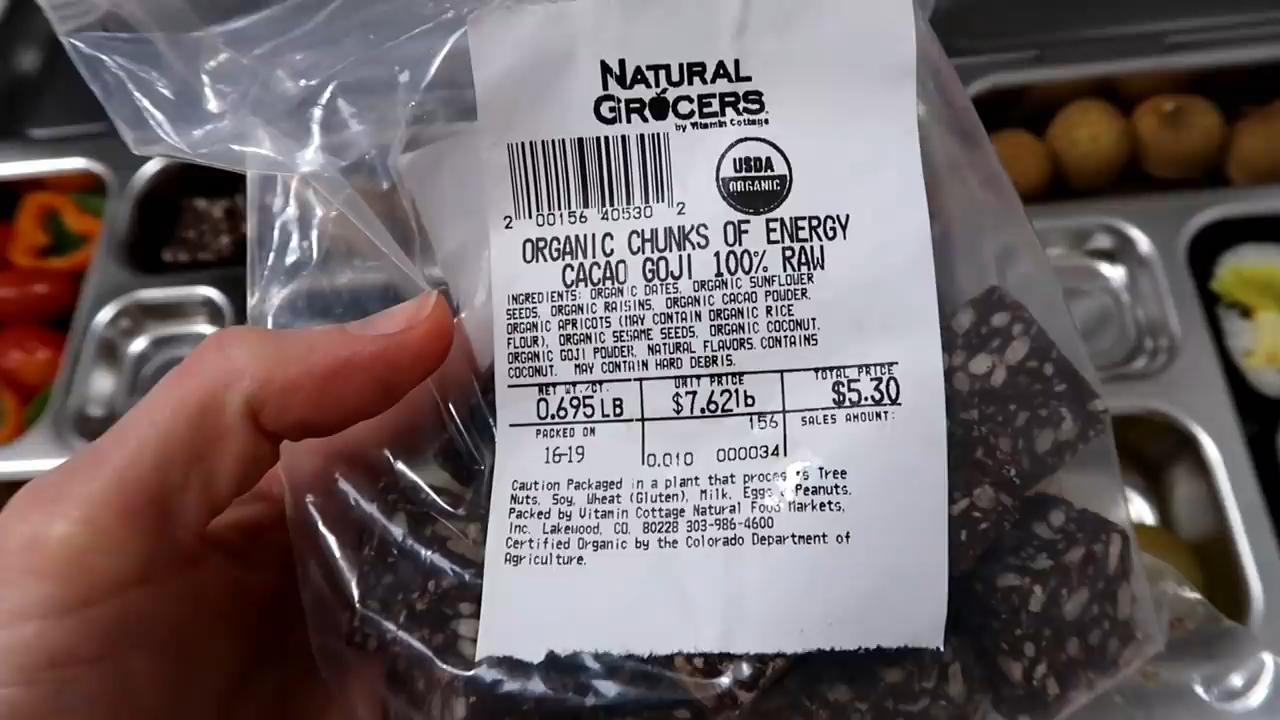 NATURAL
GROCERS
by Vitamin Cottage
USDA
ORGANIC
2 00156 40530 2
ORGANIC CHUNKS OF ENERGY
CACAO GOJI 100% RAW
INGREDIENTS: ORGANIC DATES, ORGANIC SUNFLOWER
SEEDS, ORGANIC RAISINS, ORGANIC CACAO POWDER,
ORGANIC APRICOTS (MAY CONTAIN ORGANIC RICE
FLOUR), ORGANIC SESAME SEEDS, ORGANIC COCONUT,
ORGANIC GOJI POWDER, NATURAL FLAVORS. CONTAINS
COCONUT. MAY CONTAIN HARD DEBRIS.
NET WT./CT. UNIT PRICE TOTAL PRICE
0.695 LB $7.62lb $5.30
PACKED ON 156 SALES AMOUNT:
16-19 0.010 000034
Caution Packaged in a plant that Tree
Nuts, Soy, Wheat (Gluten), Milk, Eggs Peanuts.
Packed by Vitamin Cottage Natural Food Markets,
Inc. Lakewood, CO. 80228 303-986-4600
Certified Organic by the Colorado Department of
Agriculture.